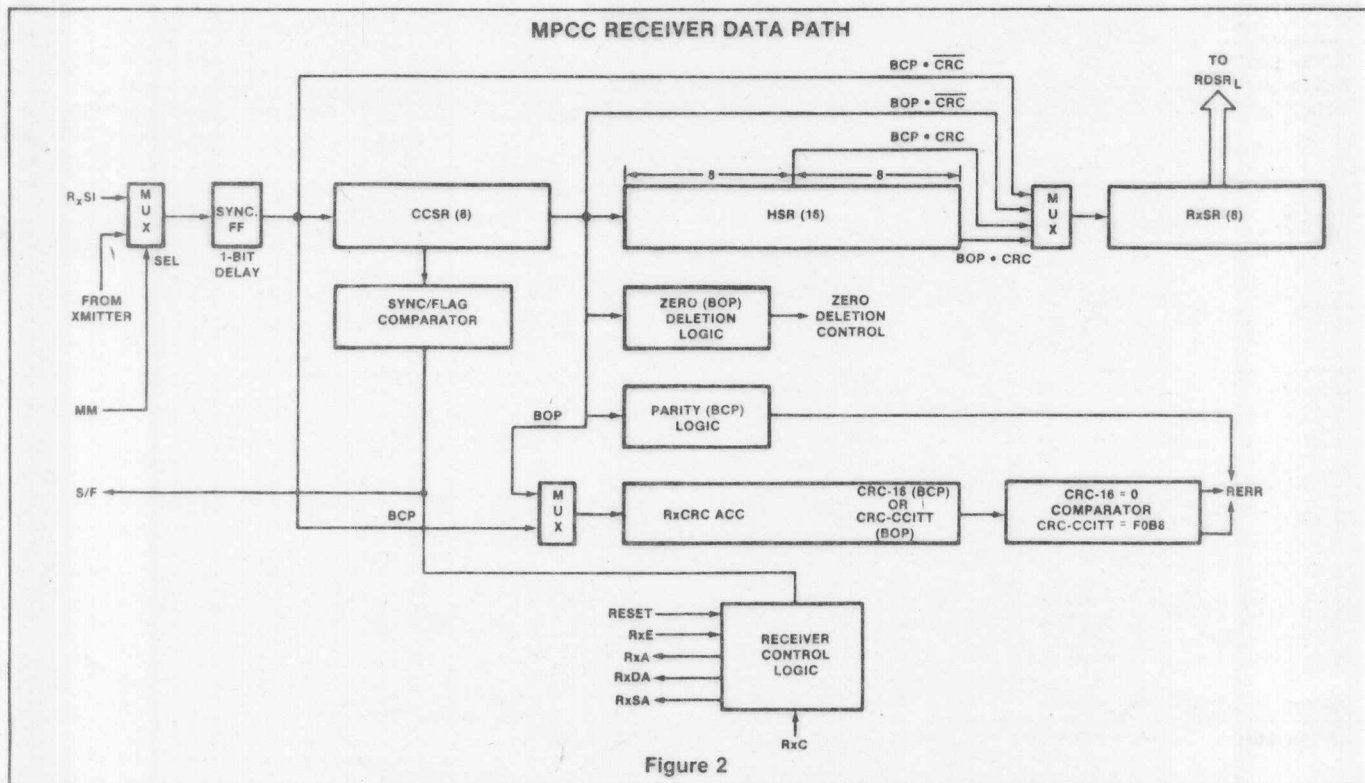 MPCC RECEIVER DATA PATH
BCP • C̅R̅C̅
TO
RDSR_L
BOP • C̅R̅C̅
BCP • CRC
8
8
RxSI
MUX
SYNC.
FF
CCSR (8)
HSR (16)
MUX
RxSR (8)
SEL
1-BIT
DELAY
BOP • CRC
FROM
XMITTER
SYNC/FLAG
COMPARATOR
ZERO (BOP)
DELETION
LOGIC
ZERO
DELETION
CONTROL
MM
BOP
PARITY (BCP)
LOGIC
S/F
BCP
MUX
RxCRC ACC
CRC-16 (BCP)
OR
CRC-CCITT
(BOP)
CRC-16 = 0
COMPARATOR
CRC-CCITT = F0B8
RERR
RESET
RxE
RxA
RxDA
RxSA
RECEIVER
CONTROL
LOGIC
RxC
Figure 2